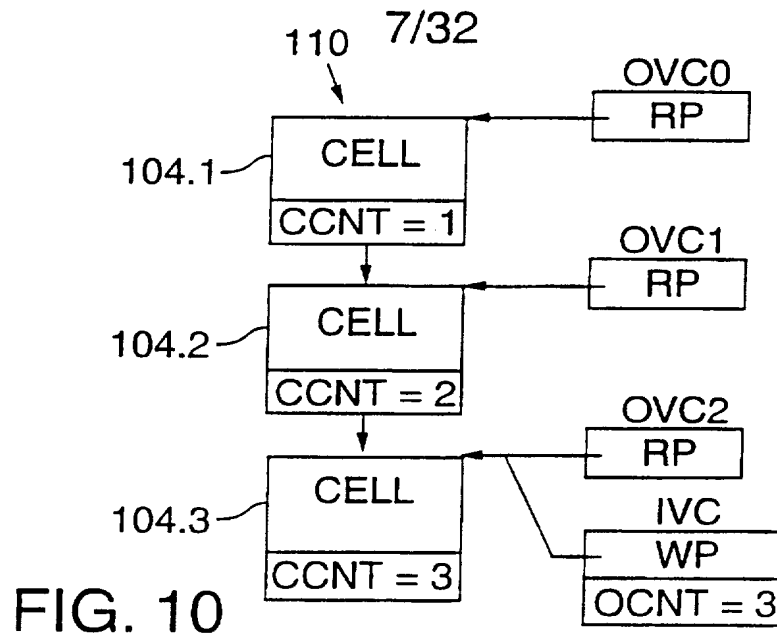 7/32
110
OVC0
RP
CELL
104.1
CCNT = 1
OVC1
RP
CELL
104.2
CCNT = 2
OVC2
RP
CELL
104.3
CCNT = 3
IVC
WP
OCNT = 3
FIG. 10